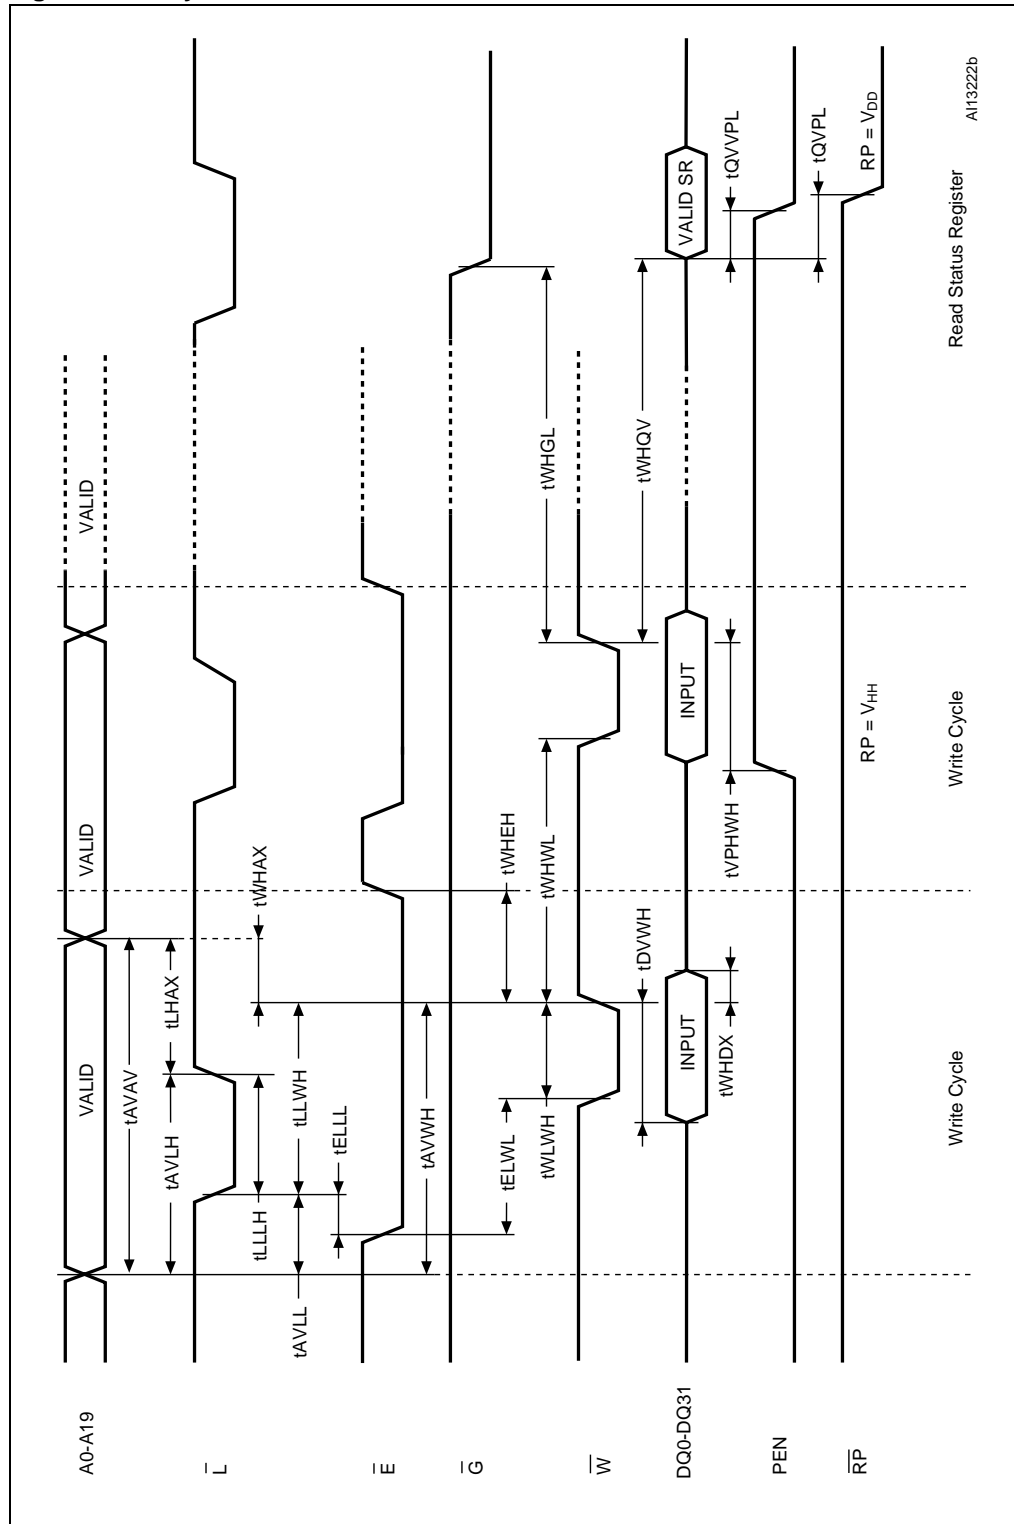 A0-A19 VALID VALID VALID
tAVAV
tAVLH tLHAX
L̅
tLLLH tWHAX
tAVLL tLLWH
tELLL
E̅
tAVWH
G̅
tELWL tWHEH
tWLWH tWHWL tWHGL
W̅
tDVWH tWHQV
DQ0-DQ31 INPUT INPUT VALID SR
tWHDX tVPHWH tQVVPL
PEN
tQVPL
R̅P̅ RP = VHH RP = VDD
Write Cycle Write Cycle Read Status Register
AI13222b